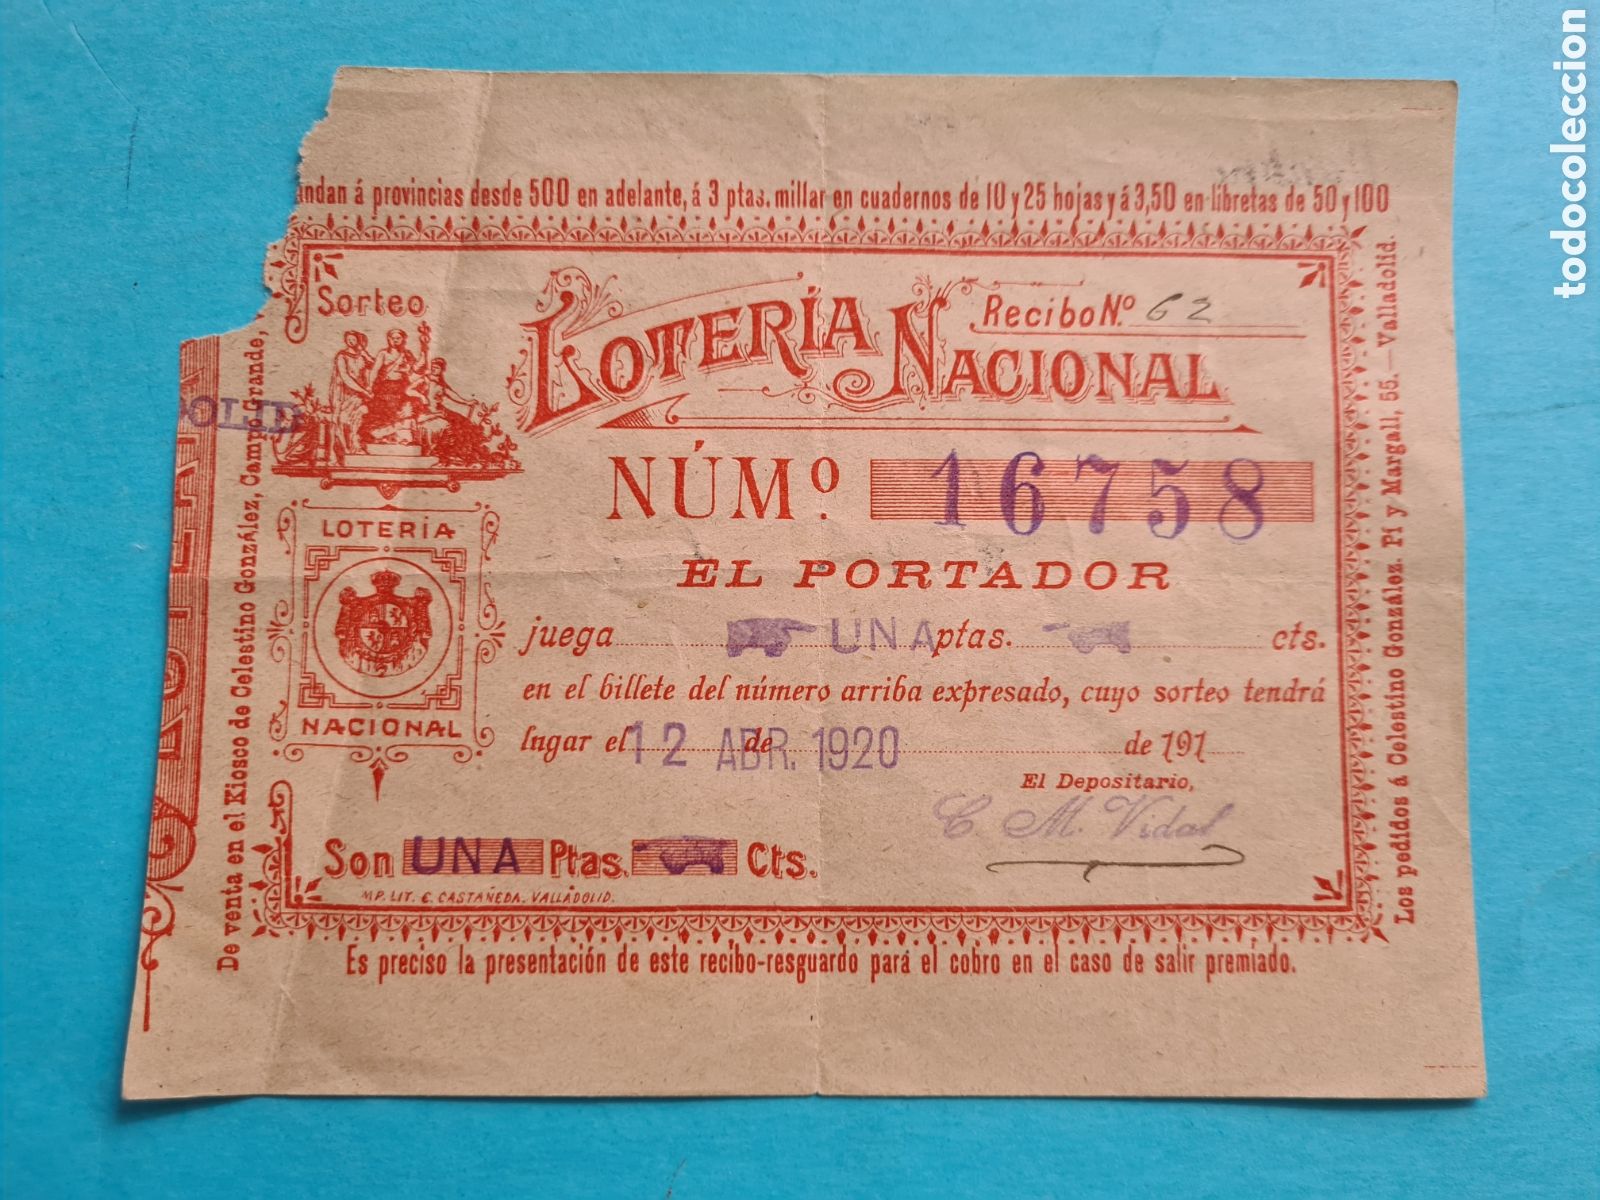 andan á provincias desde 500 en adelante, á 3 ptas. millar en cuadernos de 10 y 25 hojas y á 3,50 en libretas de 50 y 100
Sorteo
LOTERÍA NACIONAL
Recibo N.º 62
OLID
NÚMº. 16758
EL PORTADOR
LOTERÍA
NACIONAL
juega UNA ptas. cts.
en el billete del número arriba expresado, cuyo sorteo tendrá
lugar el 12 ABR. de 1920 de 191
El Depositario,
C. M. Vidal
Son UNA Ptas. Cts.
MP. LIT. E. CASTAÑEDA. VALLADOLID.
Es preciso la presentación de este recibo-resguardo para el cobro en el caso de salir premiado.
De venta en el Kiosco de Celestino González, Campo Grande,
Los pedidos á Celestino González. Pí y Margall, 55.—Valladolid.
todocoleccion